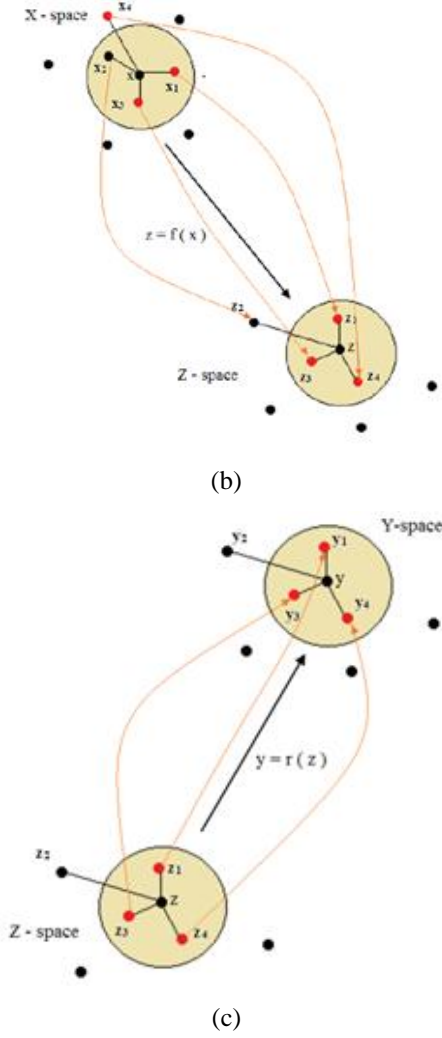 X - space
x4
x2
x
x1
x3
z = f ( x )
z2
z1
z
z3
z4
Z - space
(b)
Y-space
y2
y1
y
y3
y4
y = r ( z )
z2
z1
z
z3
z4
Z - space
(c)